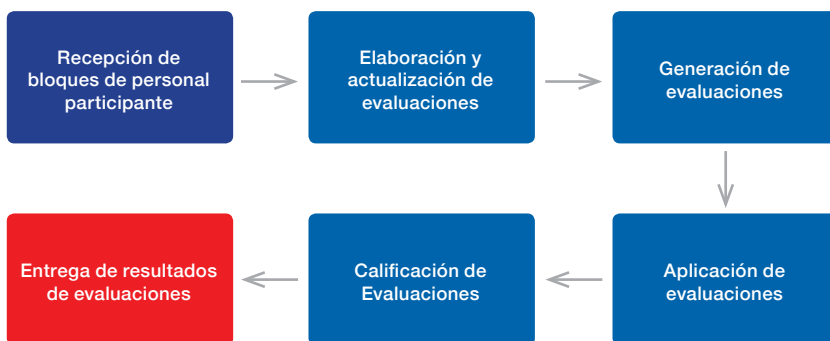 Recepción de
bloques de personal
participante
Elaboración y
actualización de
evaluaciones
Generación de
evaluaciones
Aplicación de
evaluaciones
Calificación de
Evaluaciones
Entrega de resultados
de evaluaciones